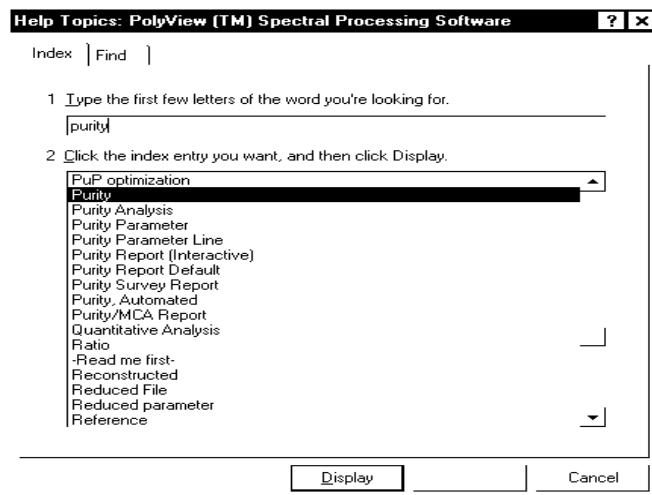 Help Topics: PolyView (TM) Spectral Processing Software ? ×
Index Find
1 Type the first few letters of the word you're looking for.
purity
2 Click the index entry you want, and then click Display.
PuP optimization
Purity
Purity Analysis
Purity Parameter
Purity Parameter Line
Purity Report (Interactive)
Purity Report Default
Purity Survey Report
Purity, Automated
Purity/MCA Report
Quantitative Analysis
Ratio
-Read me first-
Reconstructed
Reduced File
Reduced parameter
Reference
Display Cancel